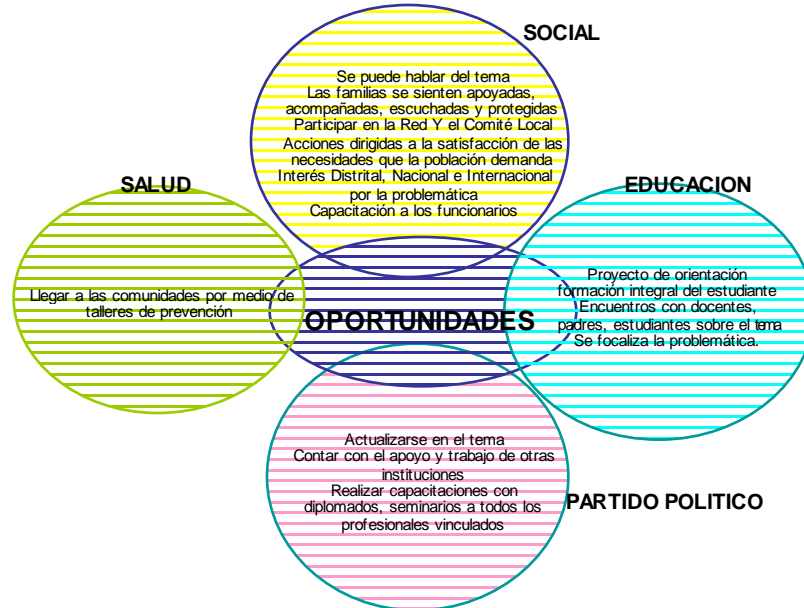 SOCIAL
Se puede hablar del tema
Las familias se sienten apoyadas,
acompañadas, escuchadas y protegidas
Participar en la Red Y el Comité Local
Acciones dirigidas a la satisfacción de las
necesidades que la población demanda
Interés Distrital, Nacional e Internacional
por la problemática
Capacitación a los funcionarios
SALUD
Llegar a las comunidades por medio de
talleres de prevención
EDUCACION
Proyecto de orientación
formación integral del estudiante
Encuentros con docentes,
padres, estudiantes sobre el tema
Se focaliza la problemática.
OPORTUNIDADES
Actualizarse en el tema
Contar con el apoyo y trabajo de otras
instituciones
Realizar capacitaciones con
diplomados, seminarios a todos los
profesionales vinculados
PARTIDO POLITICO